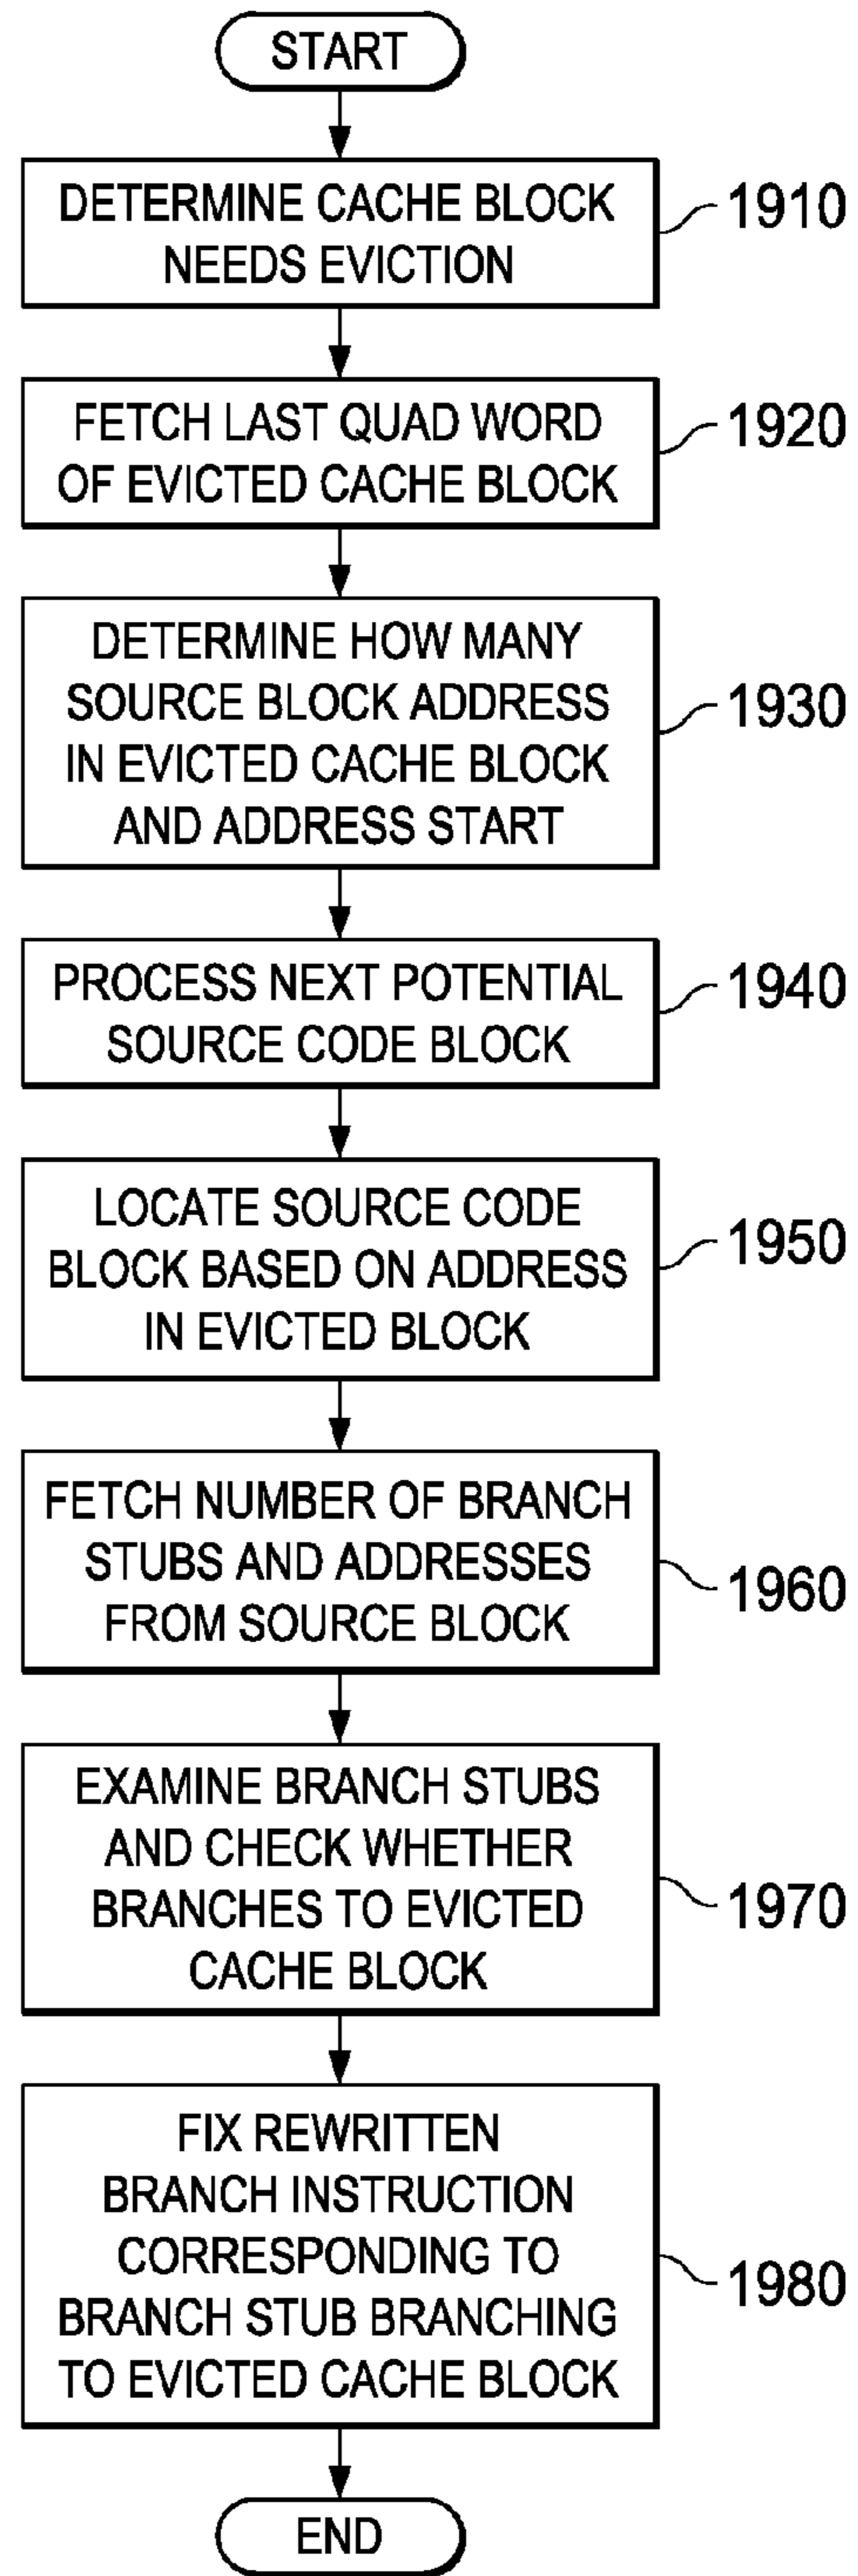 START
DETERMINE CACHE BLOCK
NEEDS EVICTION
1910
FETCH LAST QUAD WORD
OF EVICTED CACHE BLOCK
1920
DETERMINE HOW MANY
SOURCE BLOCK ADDRESS
IN EVICTED CACHE BLOCK
AND ADDRESS START
1930
PROCESS NEXT POTENTIAL
SOURCE CODE BLOCK
1940
LOCATE SOURCE CODE
BLOCK BASED ON ADDRESS
IN EVICTED BLOCK
1950
FETCH NUMBER OF BRANCH
STUBS AND ADDRESSES
FROM SOURCE BLOCK
1960
EXAMINE BRANCH STUBS
AND CHECK WHETHER
BRANCHES TO EVICTED
CACHE BLOCK
1970
FIX REWRITTEN
BRANCH INSTRUCTION
CORRESPONDING TO
BRANCH STUB BRANCHING
TO EVICTED CACHE BLOCK
1980
END